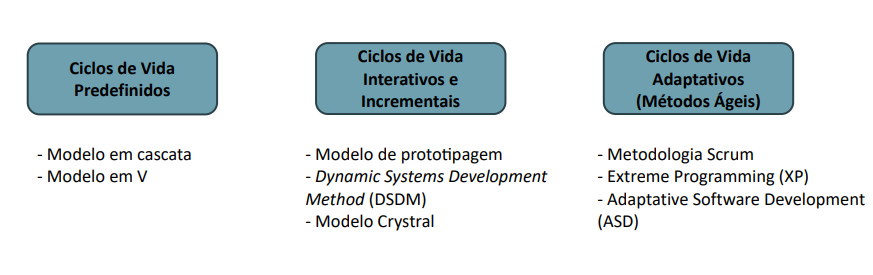 Ciclos de Vida
Predefinidos
- Modelo em cascata
- Modelo em V
Ciclos de Vida
Interativos e
Incrementais
- Modelo de prototipagem
- Dynamic Systems Development
Method (DSDM)
- Modelo Crystral
Ciclos de Vida
Adaptativos
(Métodos Ágeis)
- Metodologia Scrum
- Extreme Programming (XP)
- Adaptative Software Development
(ASD)